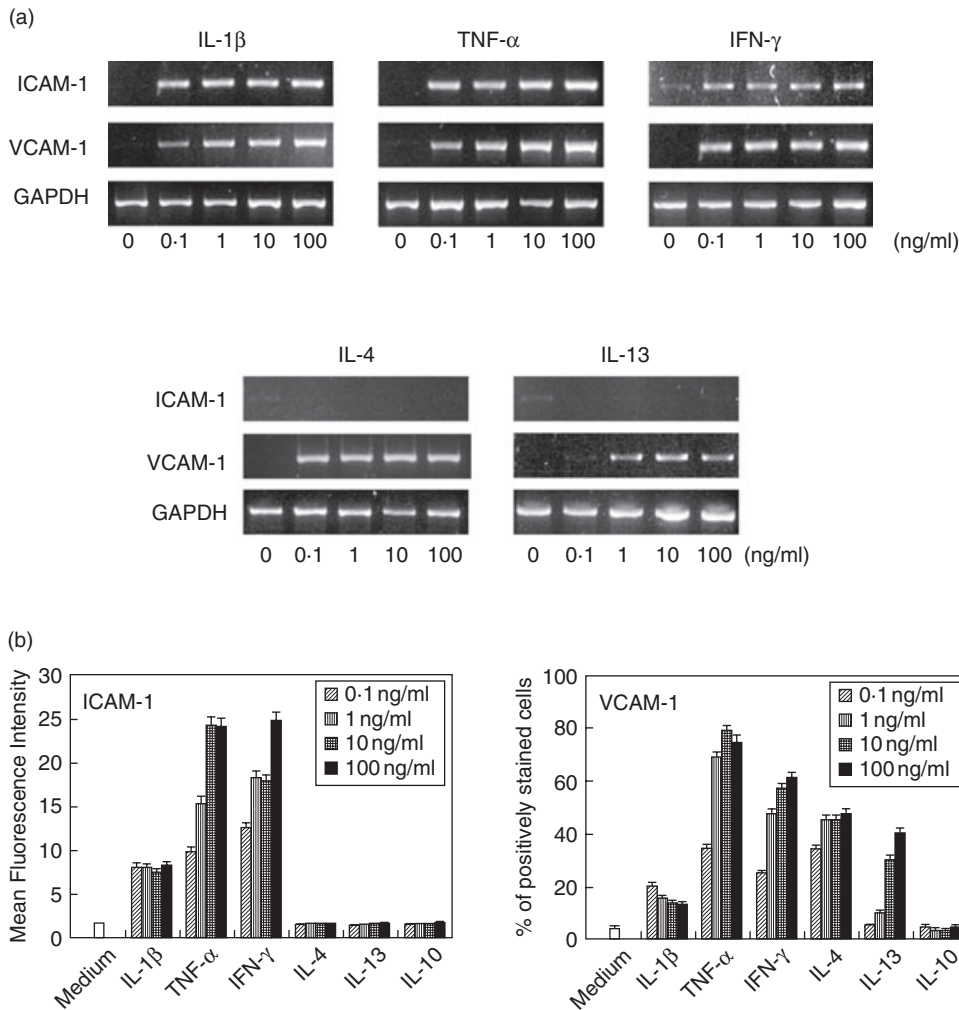 (a)
IL-1β TNF-α IFN-γ
ICAM-1
VCAM-1
GAPDH
0 0·1 1 10 100 0 0·1 1 10 100 0 0·1 1 10 100 (ng/ml)
IL-4 IL-13
ICAM-1
VCAM-1
GAPDH
0 0·1 1 10 100 0 0·1 1 10 100 (ng/ml)
(b)
Mean Fluorescence Intensity
30
25
20
15
10
5
0
ICAM-1
0·1 ng/ml
1 ng/ml
10 ng/ml
100 ng/ml
Medium IL-1β TNF-α IFN-γ IL-4 IL-13 IL-10
% of positively stained cells
100
80
60
40
20
0
VCAM-1
0·1 ng/ml
1 ng/ml
10 ng/ml
100 ng/ml
Medium IL-1β TNF-α IFN-γ IL-4 IL-13 IL-10